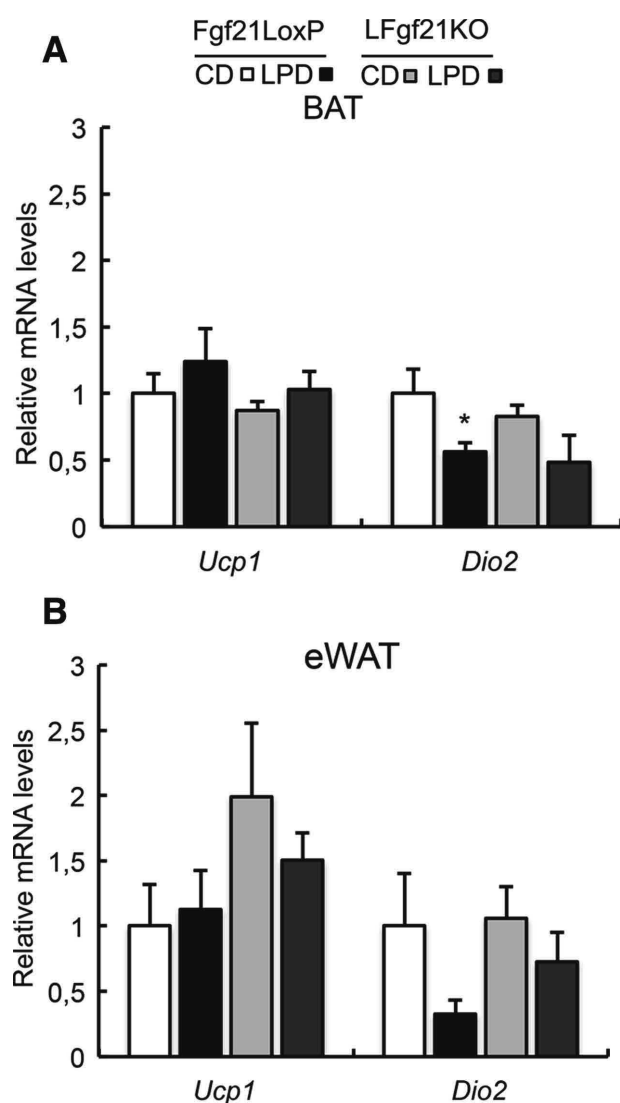 A
Fgf21LoxP LFgf21KO
CD LPD CD LPD
BAT
Relative mRNA levels
3
2,5
2
1,5
1
0,5
0
*
Ucp1 Dio2
B
eWAT
Relative mRNA levels
3
2,5
2
1,5
1
0,5
0
Ucp1 Dio2